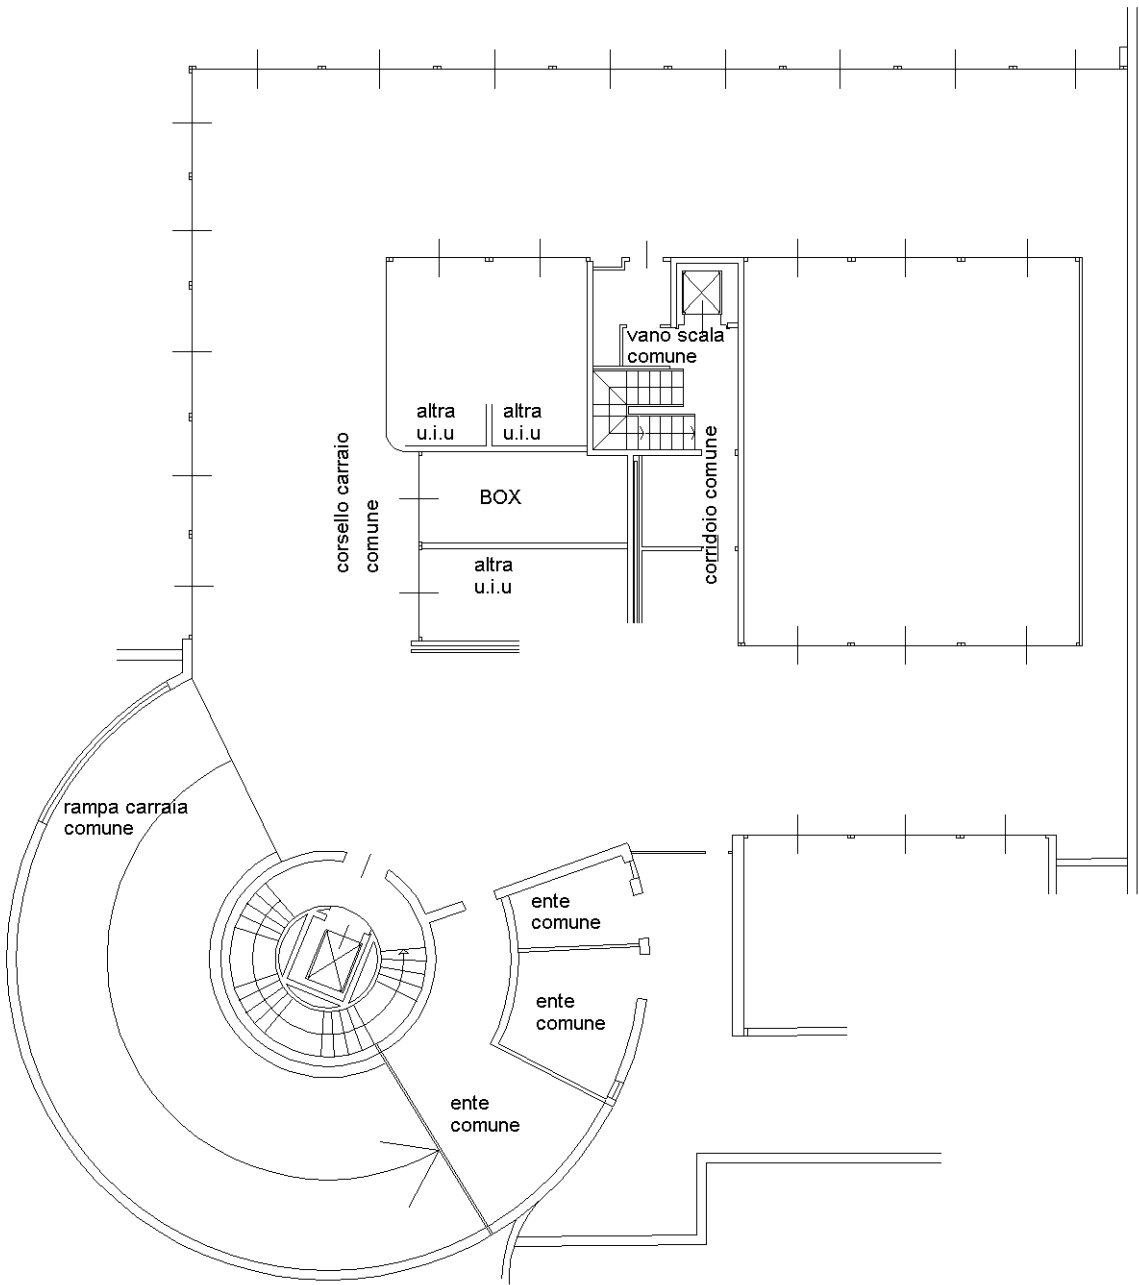 vano scala
comune
altra
u.i.u
altra
u.i.u
corsello carraio
comune
BOX
corridoio comune
altra
u.i.u
rampa carraia
comune
ente
comune
ente
comune
ente
comune